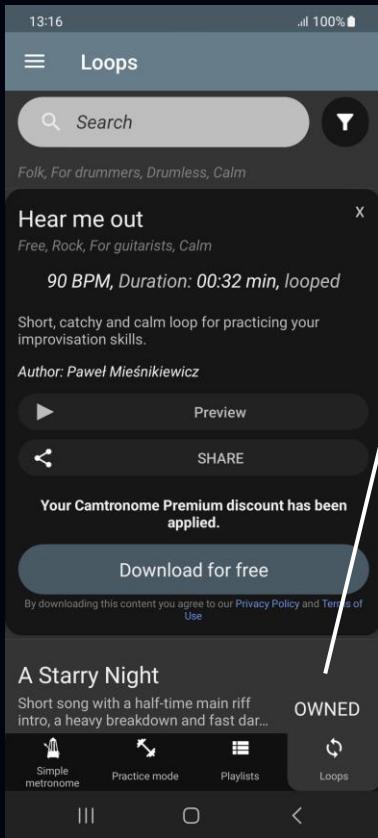 13:16
100%
Loops
Search
Folk, For drummers, Drumless, Calm
Hear me out
X
Free, Rock, For guitarists, Calm
90 BPM, Duration: 00:32 min, looped
Short, catchy and calm loop for practicing your
improvisation skills.
Author: Paweł Mieśnikiewicz
Preview
SHARE
Your Camtronome Premium discount has been
applied.
Download for free
By downloading this content you agree to our Privacy Policy and Terms of
Use
A Starry Night
Short song with a half-time main riff
intro, a heavy breakdown and fast dar...
OWNED
Simple
metronome
Practice mode
Playlists
Loops